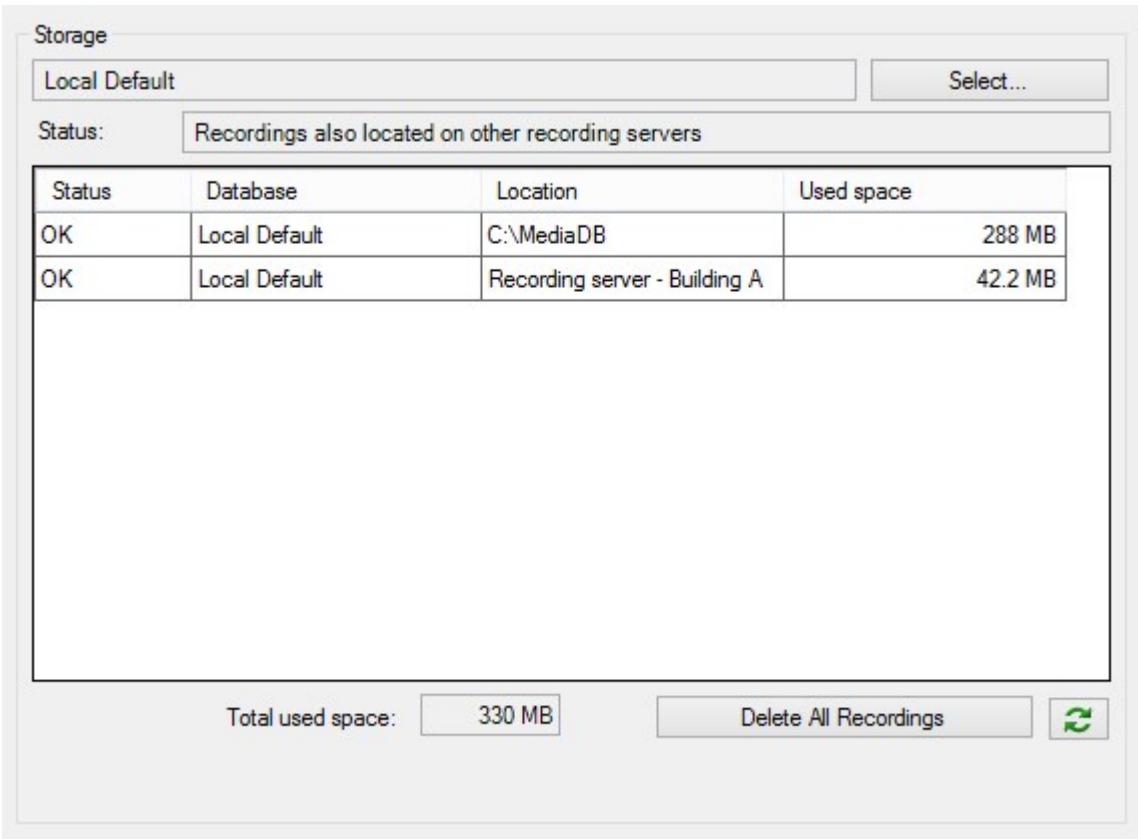 Storage
Local Default Select...
Status: Recordings also located on other recording servers
Status Database Location Used space
OK Local Default C:\MediaDB 288 MB
OK Local Default Recording server - Building A 42.2 MB
Total used space: 330 MB Delete All Recordings